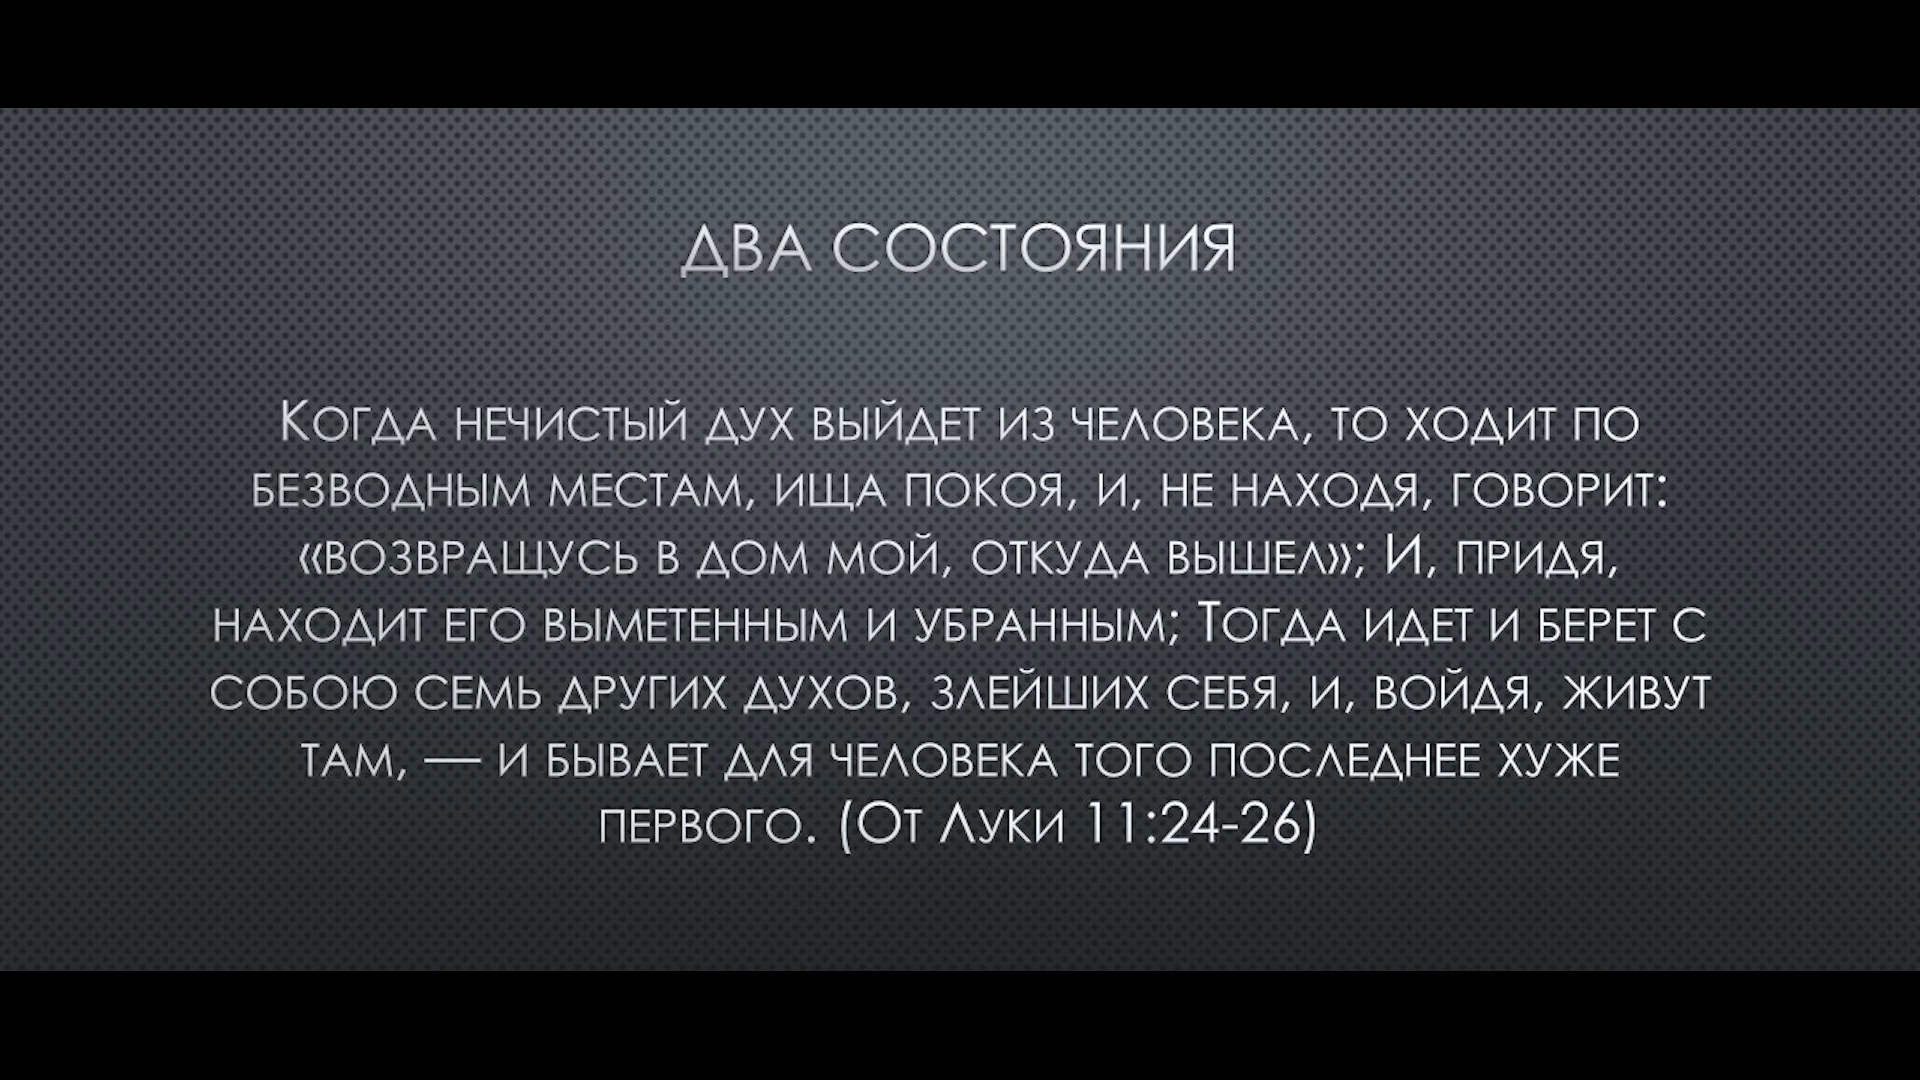 ДВА СОСТОЯНИЯ
Когда нечистый дух выйдет из человека, то ходит по
безводным местам, ища покоя, и, не находя, говорит:
«возвращусь в дом мой, откуда вышел»; И, придя,
находит его выметенным и убранным; Тогда идет и берет с
собою семь других духов, злейших себя, и, войдя, живут
там, — и бывает для человека того последнее хуже
первого. (От Луки 11:24-26)